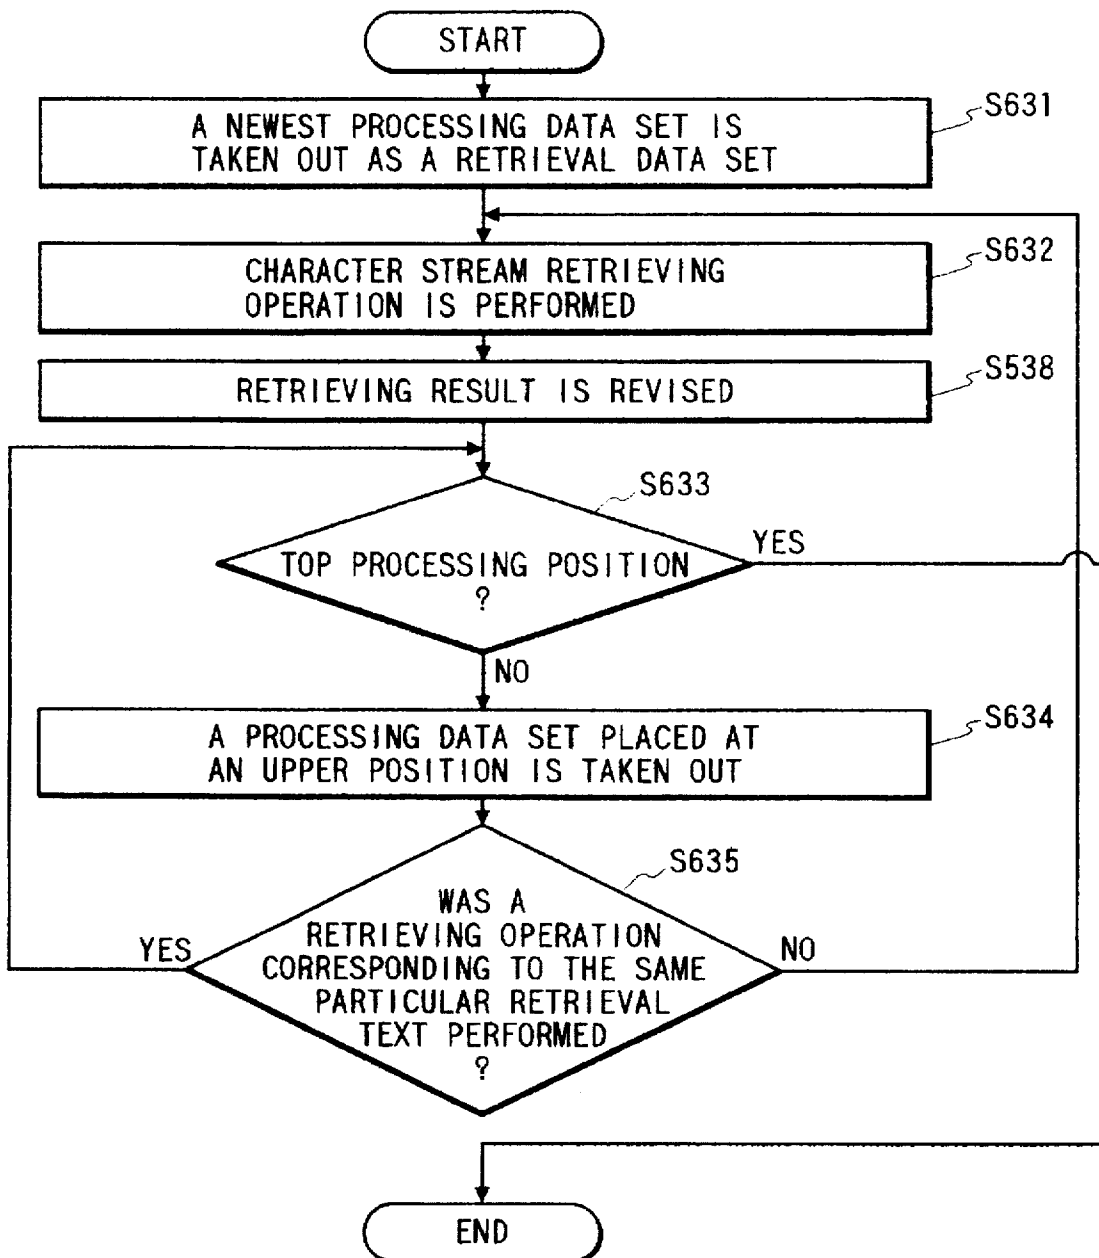 START
S631
A NEWEST PROCESSING DATA SET IS
TAKEN OUT AS A RETRIEVAL DATA SET
S632
CHARACTER STREAM RETRIEVING
OPERATION IS PERFORMED
S538
RETRIEVING RESULT IS REVISED
S633
TOP PROCESSING POSITION
?
YES
NO
S634
A PROCESSING DATA SET PLACED AT
AN UPPER POSITION IS TAKEN OUT
S635
WAS A
RETRIEVING OPERATION
CORRESPONDING TO THE SAME
PARTICULAR RETRIEVAL
TEXT PERFORMED
?
YES
NO
END